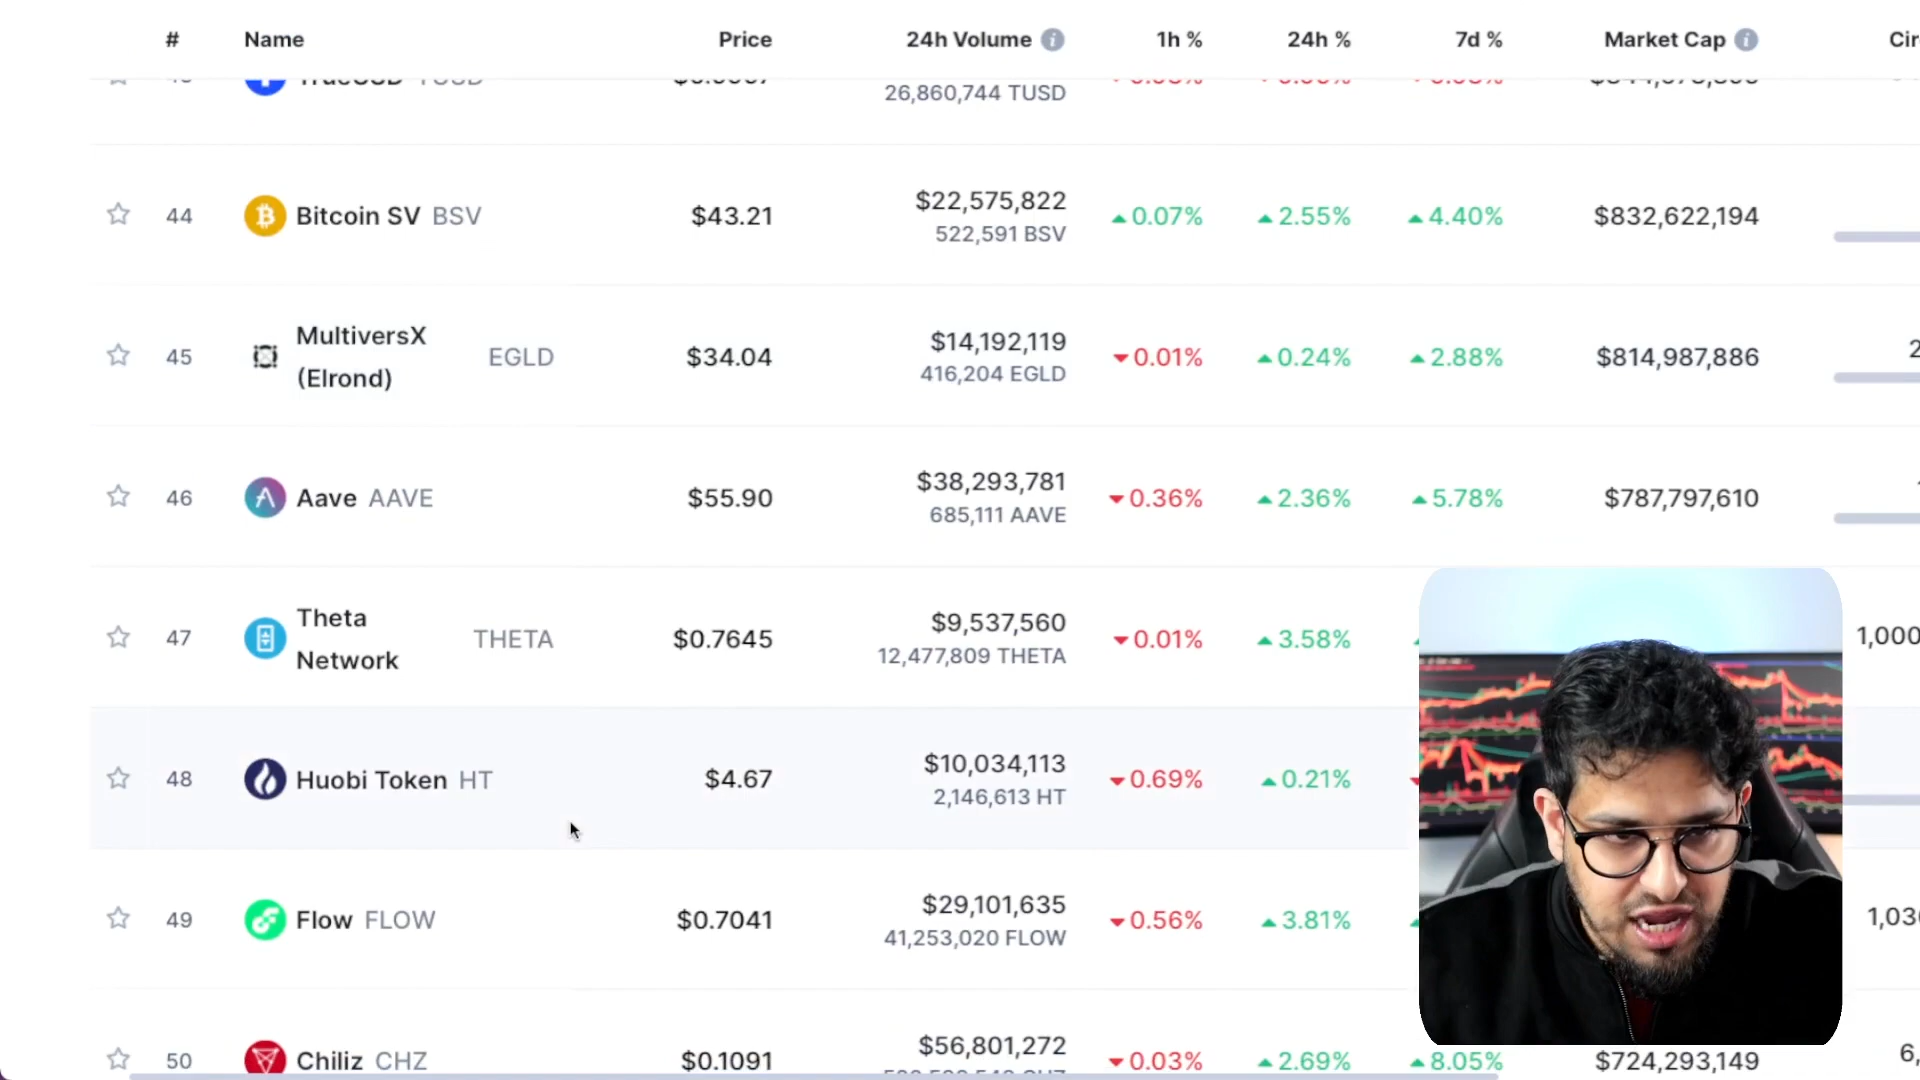 # Name Price 24h Volume 1h % 24h % 7d % Market Cap
26,860,744 TUSD
44 Bitcoin SV BSV $43.21 $22,575,822 0.07% 2.55% 4.40% $832,622,194
522,591 BSV
45 MultiversX (Elrond) EGLD $34.04 $14,192,119 0.01% 0.24% 2.88% $814,987,886
416,204 EGLD
46 Aave AAVE $55.90 $38,293,781 0.36% 2.36% 5.78% $787,797,610
685,111 AAVE
47 Theta Network THETA $0.7645 $9,537,560 0.01% 3.58%
12,477,809 THETA
48 Huobi Token HT $4.67 $10,034,113 0.69% 0.21%
2,146,613 HT
49 Flow FLOW $0.7041 $29,101,635 0.56% 3.81%
41,253,020 FLOW
50 Chiliz CHZ $0.1091 $56,801,272 0.03% 2.69% 8.05% $724,293,149